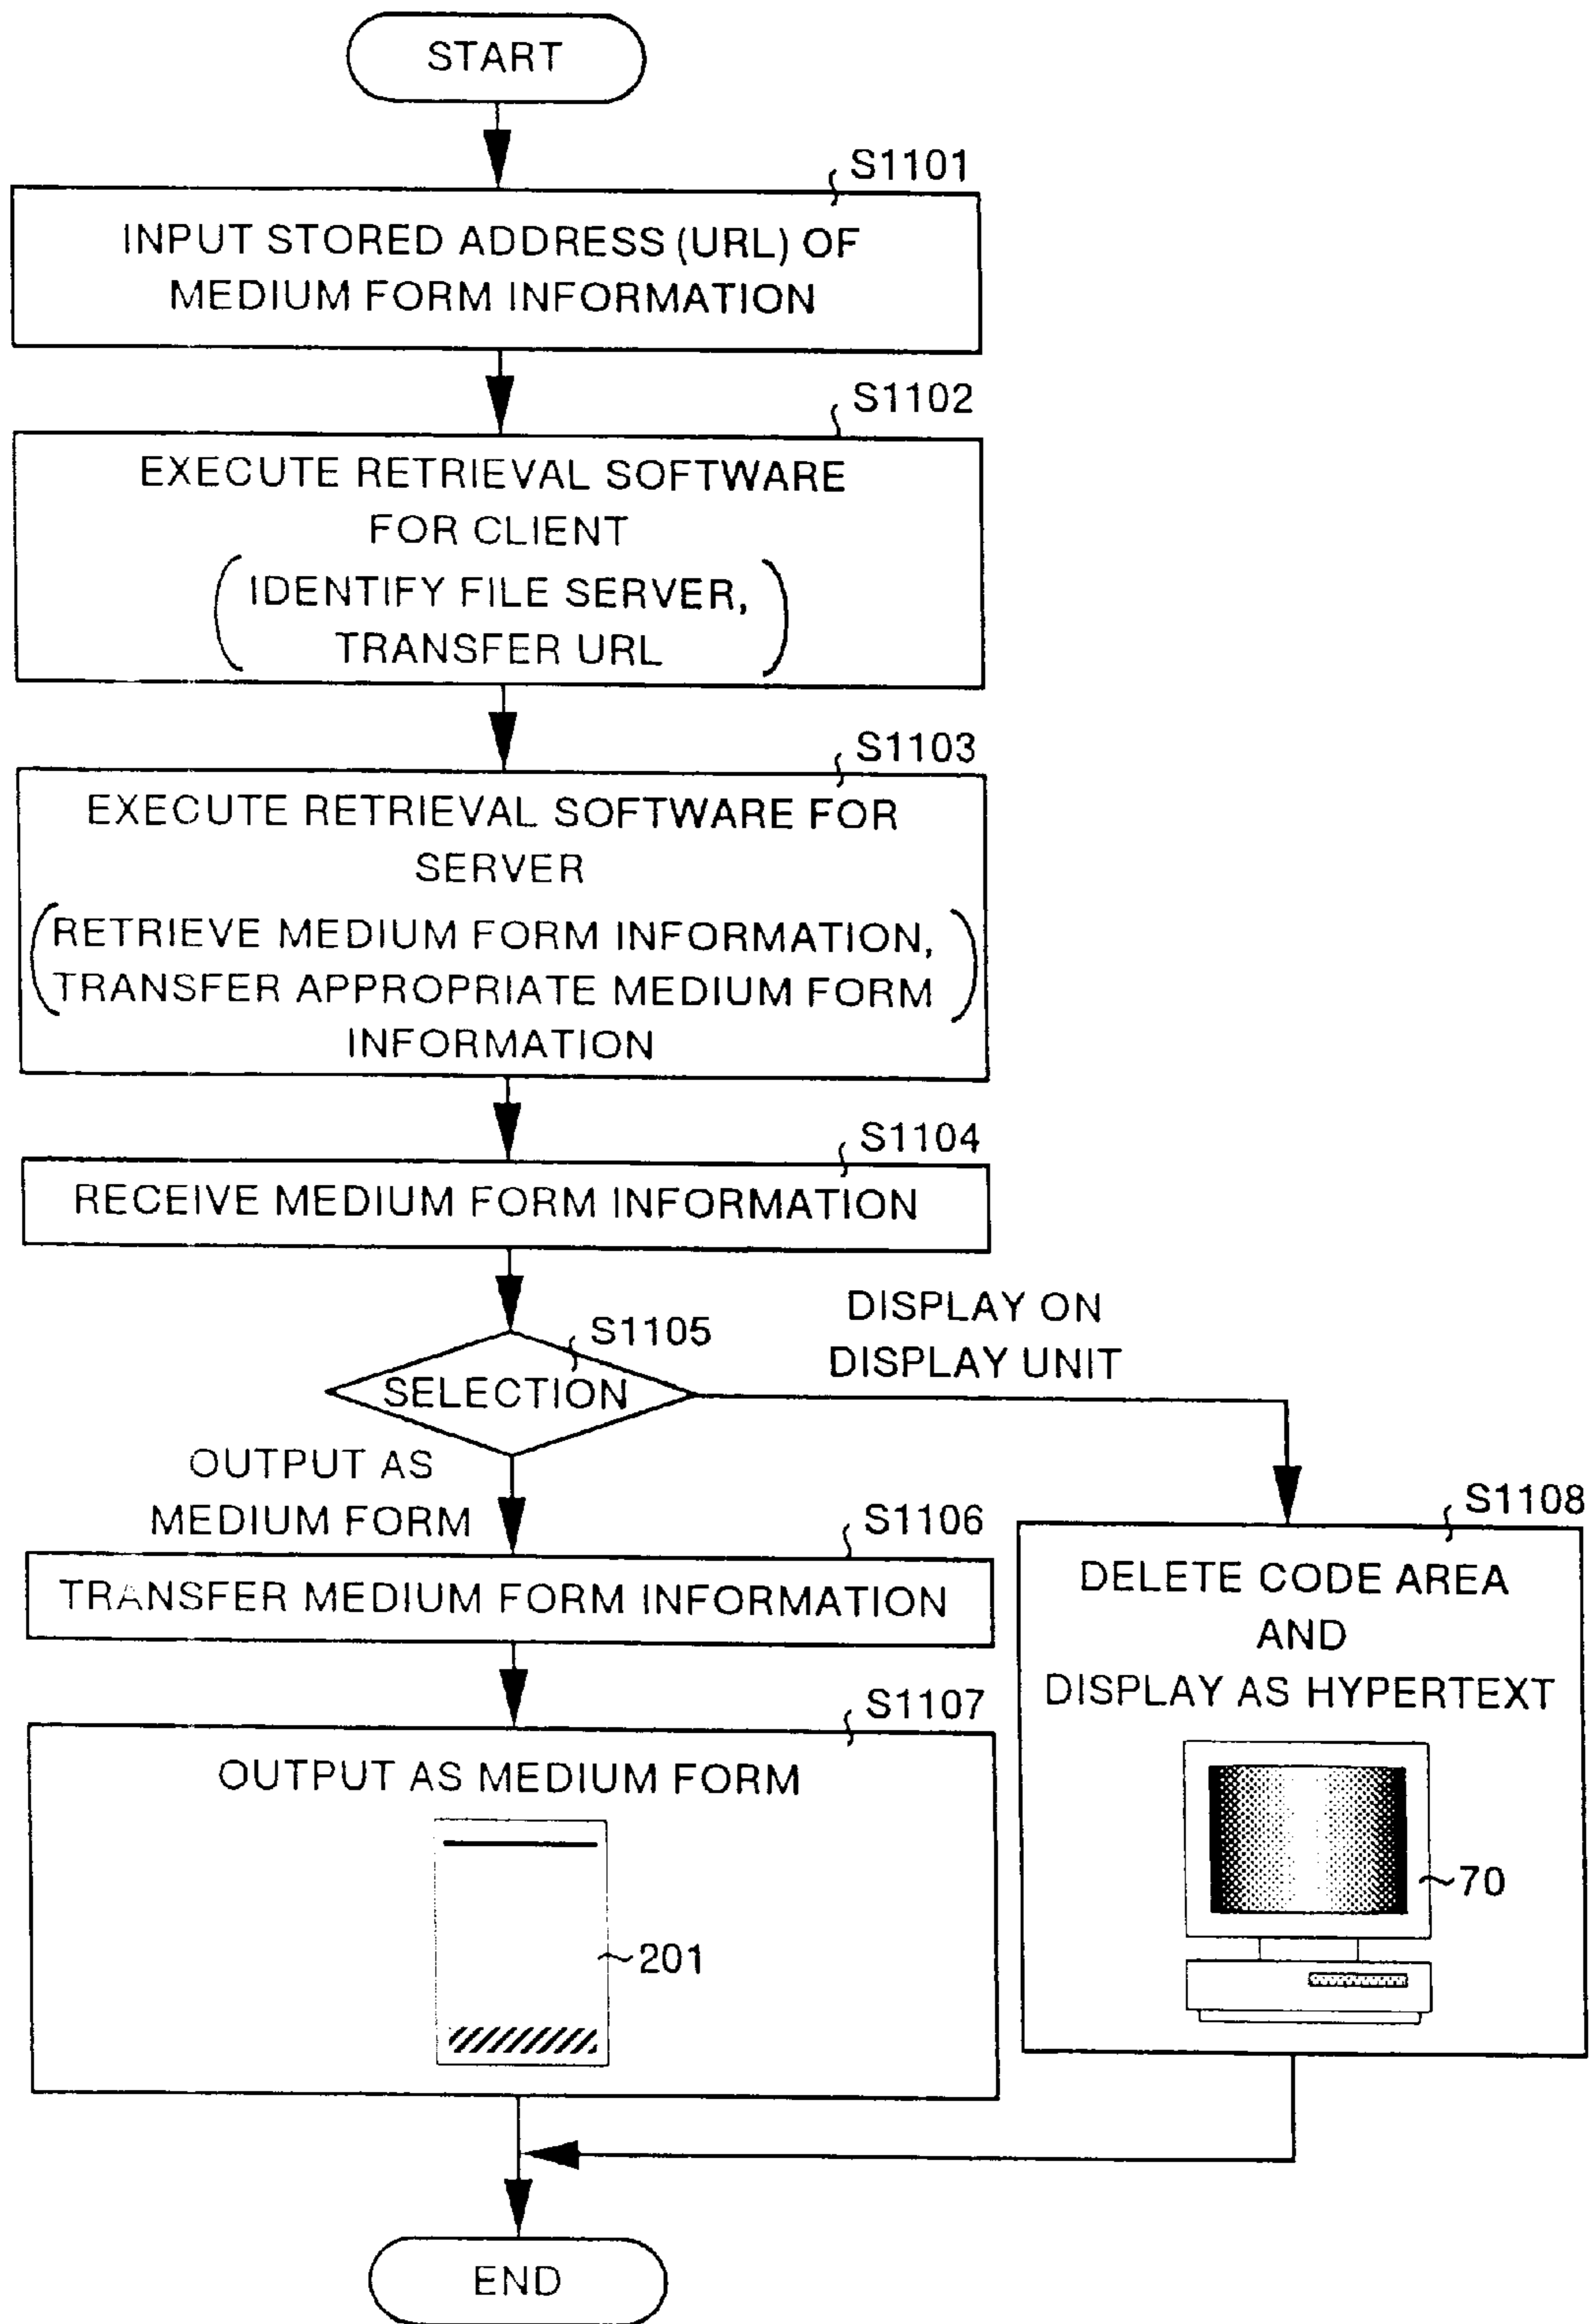 START
S1101
INPUT STORED ADDRESS (URL) OF
MEDIUM FORM INFORMATION
S1102
EXECUTE RETRIEVAL SOFTWARE
FOR CLIENT
(IDENTIFY FILE SERVER,
TRANSFER URL)
S1103
EXECUTE RETRIEVAL SOFTWARE FOR
SERVER
(RETRIEVE MEDIUM FORM INFORMATION,
TRANSFER APPROPRIATE MEDIUM FORM)
INFORMATION
S1104
RECEIVE MEDIUM FORM INFORMATION
S1105
SELECTION
DISPLAY ON
DISPLAY UNIT
OUTPUT AS
MEDIUM FORM
S1106
TRANSFER MEDIUM FORM INFORMATION
S1107
OUTPUT AS MEDIUM FORM
201
S1108
DELETE CODE AREA
AND
DISPLAY AS HYPERTEXT
70
END